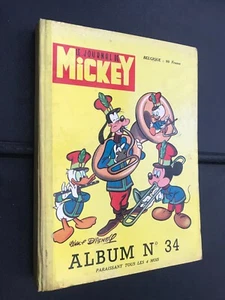 LE JOURNAL DE
MICKEY
BELGIQUE :
WALT DISNEY
ALBUM N° 34
PARAISSANT TOUS LES 4 MOIS